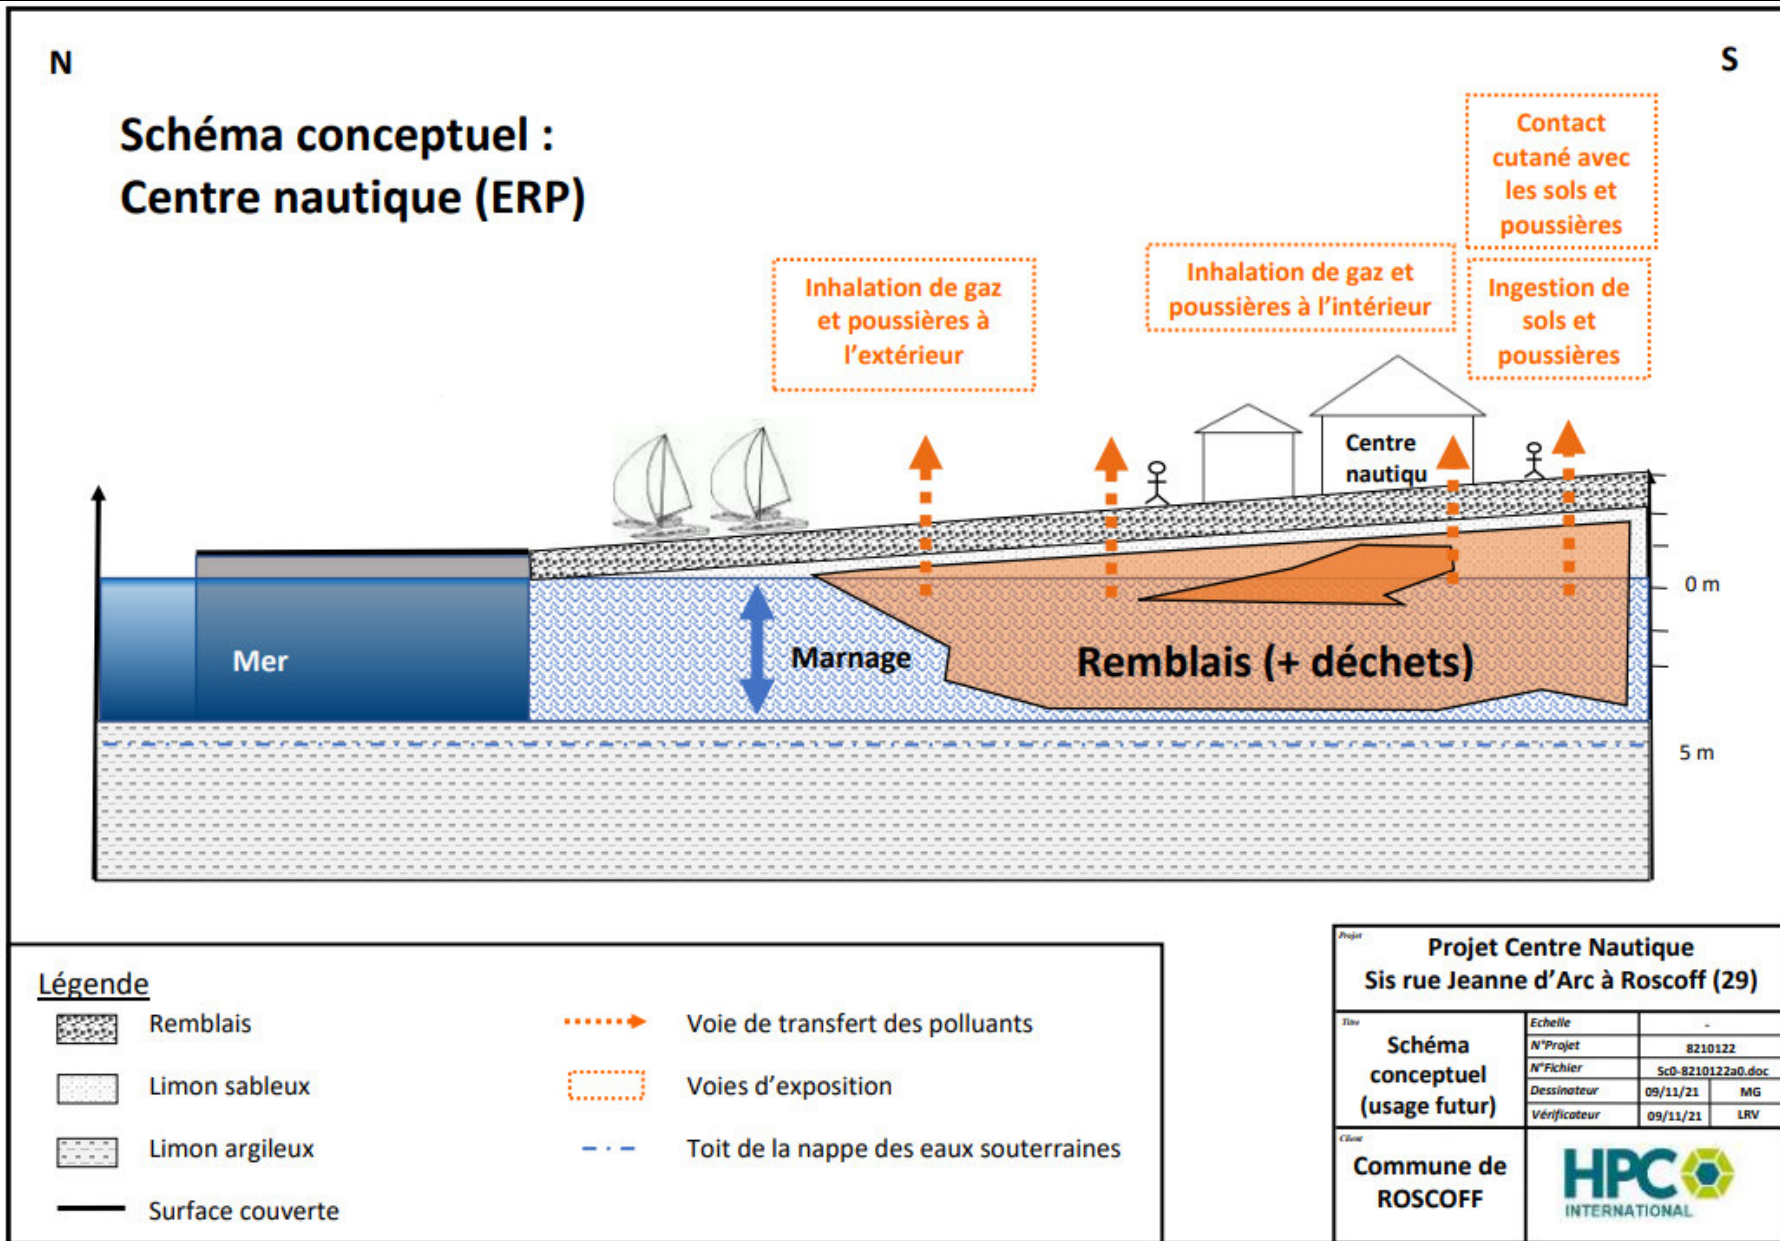 N
S
Schéma conceptuel :
Centre nautique (ERP)
Contact
cutané avec
les sols et
poussières
Inhalation de gaz
et poussières à
l'extérieur
Inhalation de gaz et
poussières à l'intérieur
Ingestion de
sols et
poussières
Centre
nautiqu
0 m
Mer
Marnage
Remblais (+ déchets)
5 m
Légende
Remblais
Limon sableux
Limon argileux
Surface couverte
Voie de transfert des polluants
Voies d'exposition
Toit de la nappe des eaux souterraines
Projet
Projet Centre Nautique
Sis rue Jeanne d'Arc à Roscoff (29)
Titre
Schéma
conceptuel
(usage futur)
Echelle -
N°Projet 8210122
N°Fichier Sc0-8210122a0.doc
Dessinateur 09/11/21 MG
Vérificateur 09/11/21 LRV
Client
Commune de
ROSCOFF
HPC
INTERNATIONAL